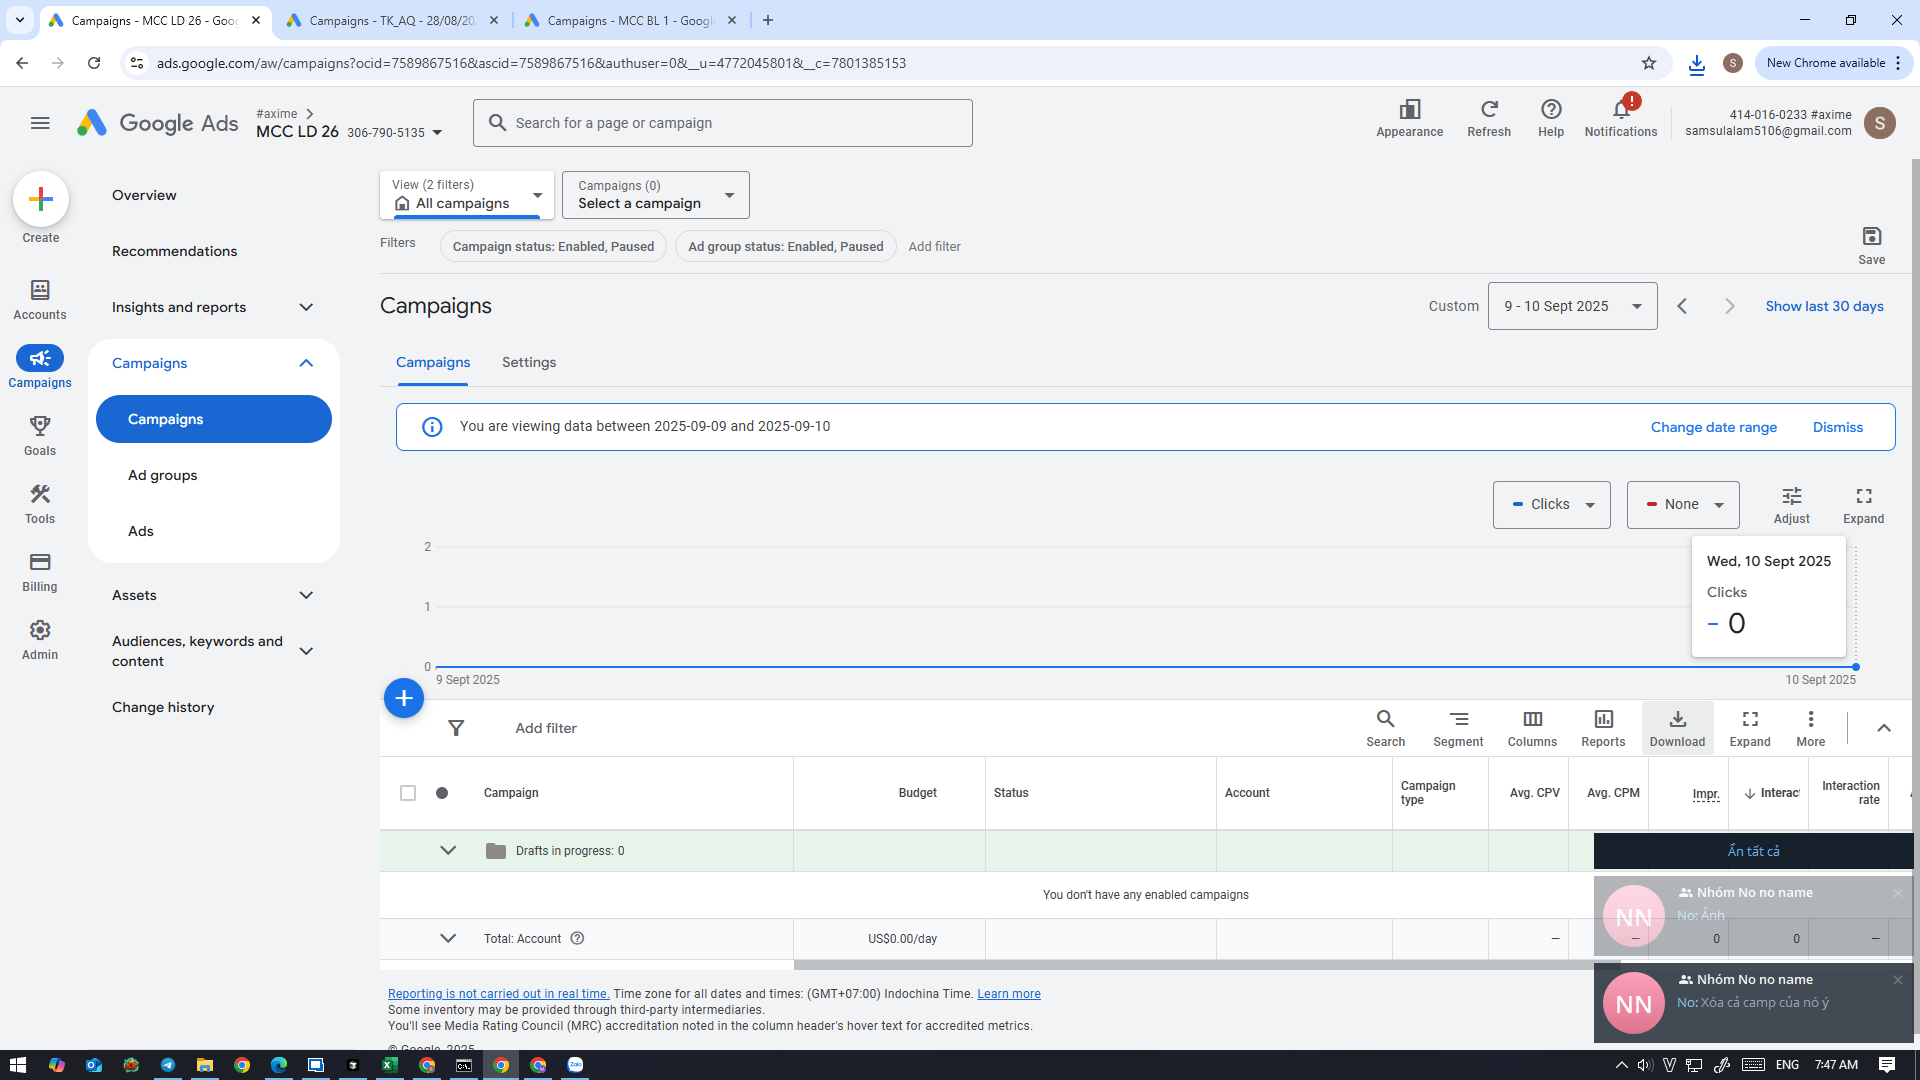 Campaigns - MCC LD 26 - Goog
Campaigns - TK_AQ - 28/08/20
Campaigns - MCC BL 1 - Googl
ads.google.com/aw/campaigns?ocid=7589867516&ascid=7589867516&authuser=0&__u=4772045801&__c=7801385153
S
New Chrome available
Google Ads
#axime
MCC LD 26 306-790-5135
Search for a page or campaign
Appearance
Refresh
Help
!
Notifications
414-016-0233 #axime
samsulalam5106@gmail.com
S
Create
Accounts
Campaigns
Goals
Tools
Billing
Admin
Overview
Recommendations
Insights and reports
Campaigns
Campaigns
Ad groups
Ads
Assets
Audiences, keywords and
content
Change history
View (2 filters)
All campaigns
Campaigns (0)
Select a campaign
Filters
Campaign status: Enabled, Paused
Ad group status: Enabled, Paused
Add filter
Save
Campaigns
Custom
9 - 10 Sept 2025
Show last 30 days
Campaigns
Settings
You are viewing data between 2025-09-09 and 2025-09-10
Change date range
Dismiss
Clicks
None
Adjust
Expand
2
1
0
9 Sept 2025
10 Sept 2025
Wed, 10 Sept 2025
Clicks
0
Add filter
Search
Segment
Columns
Reports
Download
Expand
More
Campaign
Budget
Status
Account
Campaign
type
Avg. CPV
Avg. CPM
Impr.
Interac
Interaction
rate
Drafts in progress: 0
You don't have any enabled campaigns
Total: Account
US$0.00/day
—
—
0
0
—
Ẩn tất cả
NN
Nhóm No no name
No: Ảnh
NN
Nhóm No no name
No: Xóa cả camp của nó ý
Reporting is not carried out in real time. Time zone for all dates and times: (GMT+07:00) Indochina Time. Learn more
Some inventory may be provided through third-party intermediaries.
You'll see Media Rating Council (MRC) accreditation noted in the column header's hover text for accredited metrics.
© Google, 2025
Zalo
ENG
7:47 AM